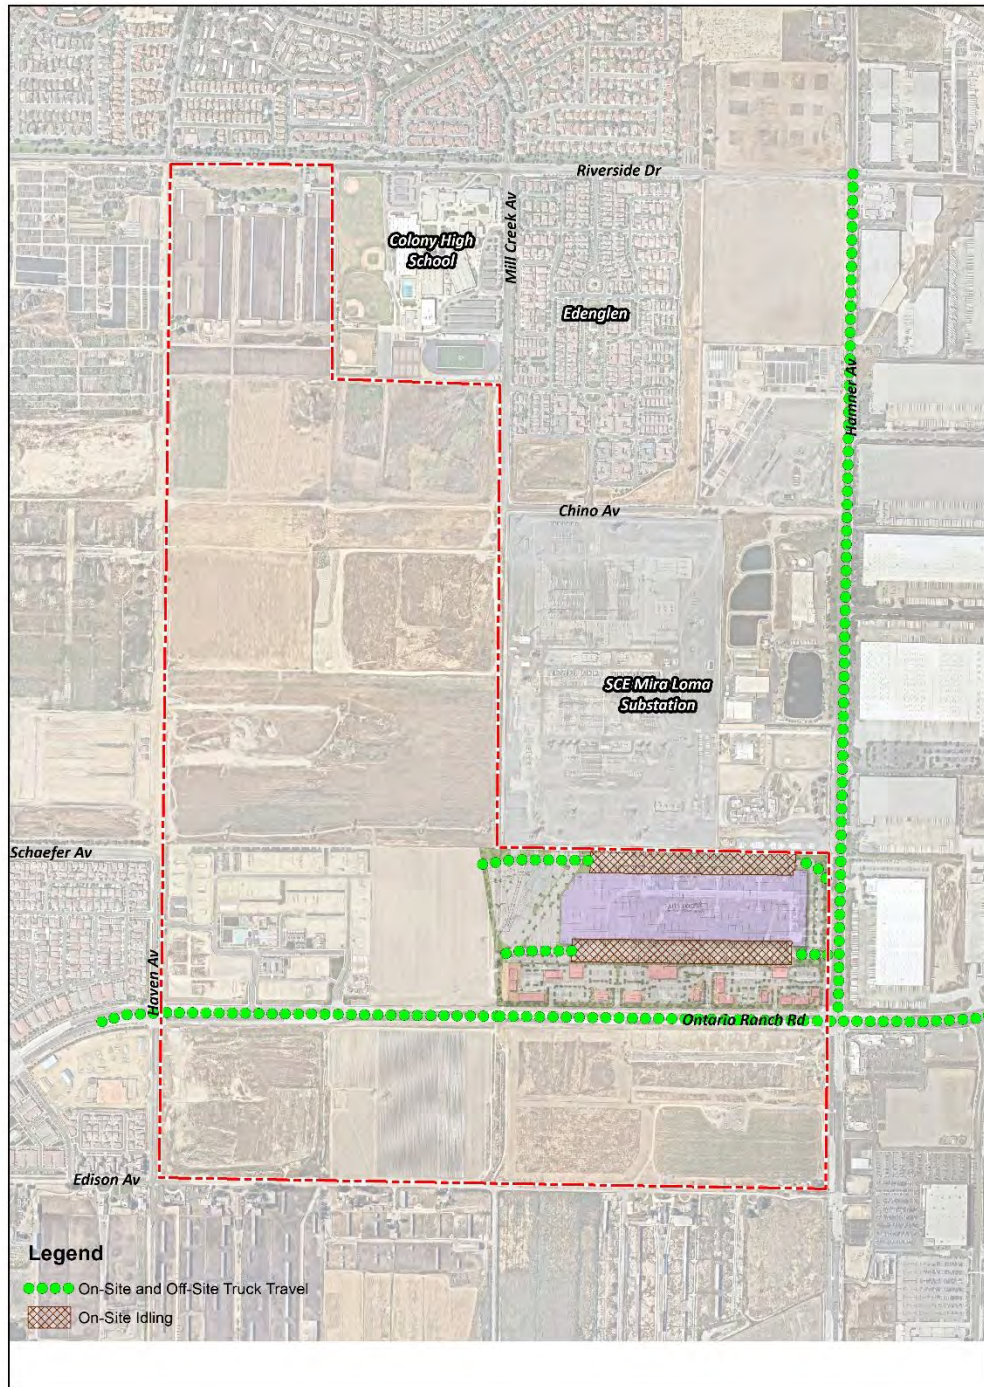 Riverside Dr
Colony High
School
Mill Creek Av
Edenglen
Hamner Av
Chino Av
SCE Mira Loma
Substation
Schaefer Av
Haven Av
Ontario Ranch Rd
Edison Av
Legend
On-Site and Off-Site Truck Travel
On-Site Idling